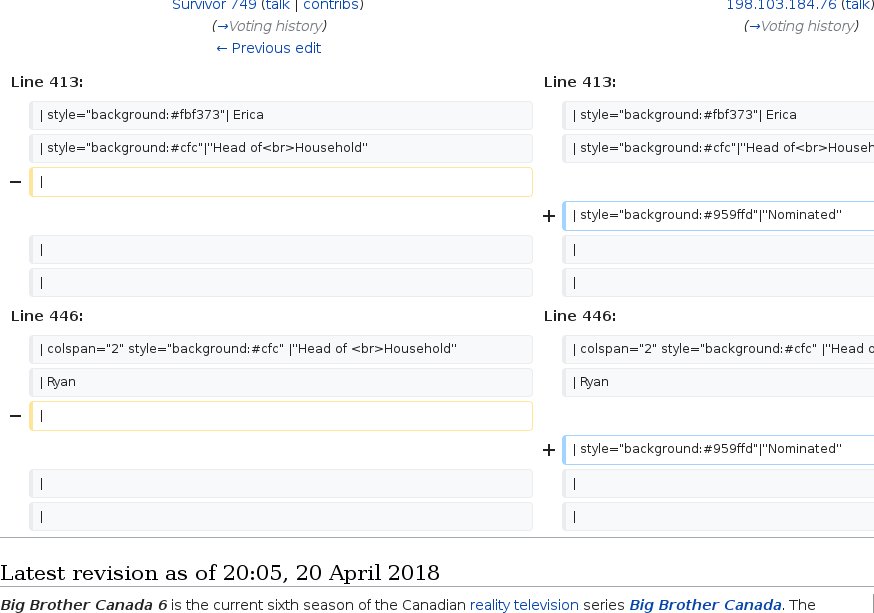 Survivor 749 (talk | contribs)
(→Voting history)
← Previous edit
198.103.184.76 (talk)
(→Voting history)
Line 413:
Line 413:
| style="background:#fbf373"| Erica
| style="background:#fbf373"| Erica
| style="background:#cfc"|''Head of<br>Household''
| style="background:#cfc"|''Head of<br>Househ
− |
+ | style="background:#959ffd"|''Nominated''
|
|
|
|
Line 446:
Line 446:
| colspan="2" style="background:#cfc" |''Head of <br>Household''
| colspan="2" style="background:#cfc" |''Head o
| Ryan
| Ryan
− |
+ | style="background:#959ffd"|''Nominated''
|
|
|
|
Latest revision as of 20:05, 20 April 2018
Big Brother Canada 6 is the current sixth season of the Canadian reality television series Big Brother Canada. The